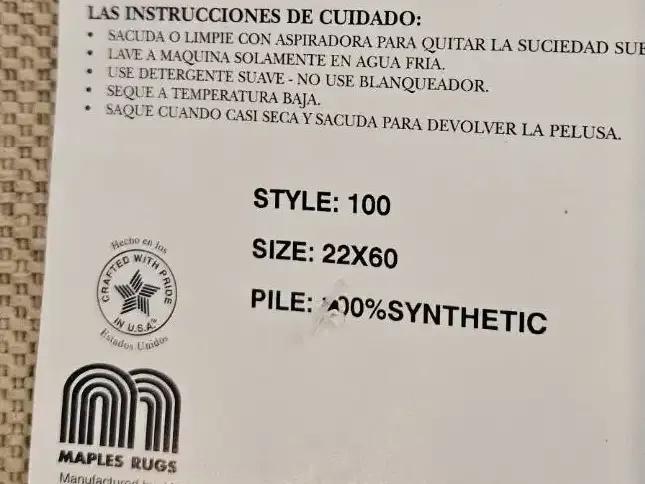 LAS INSTRUCCIONES DE CUIDADO:
• SACUDA O LIMPIE CON ASPIRADORA PARA QUITAR LA SUCIEDAD
• LAVE A MAQUINA SOLAMENTE EN AGUA FRIA.
• USE DETERGENTE SUAVE - NO USE BLANQUEADOR.
• SEQUE A TEMPERATURA BAJA.
• SAQUE CUANDO CASI SECA Y SACUDA PARA DEVOLVER LA PELUSA.
STYLE: 100
SIZE: 22X60
PILE: 100%SYNTHETIC
Hecho en los
CRAFTED WITH PRIDE
IN U.S.A.
Estados Unidos
MAPLES RUGS